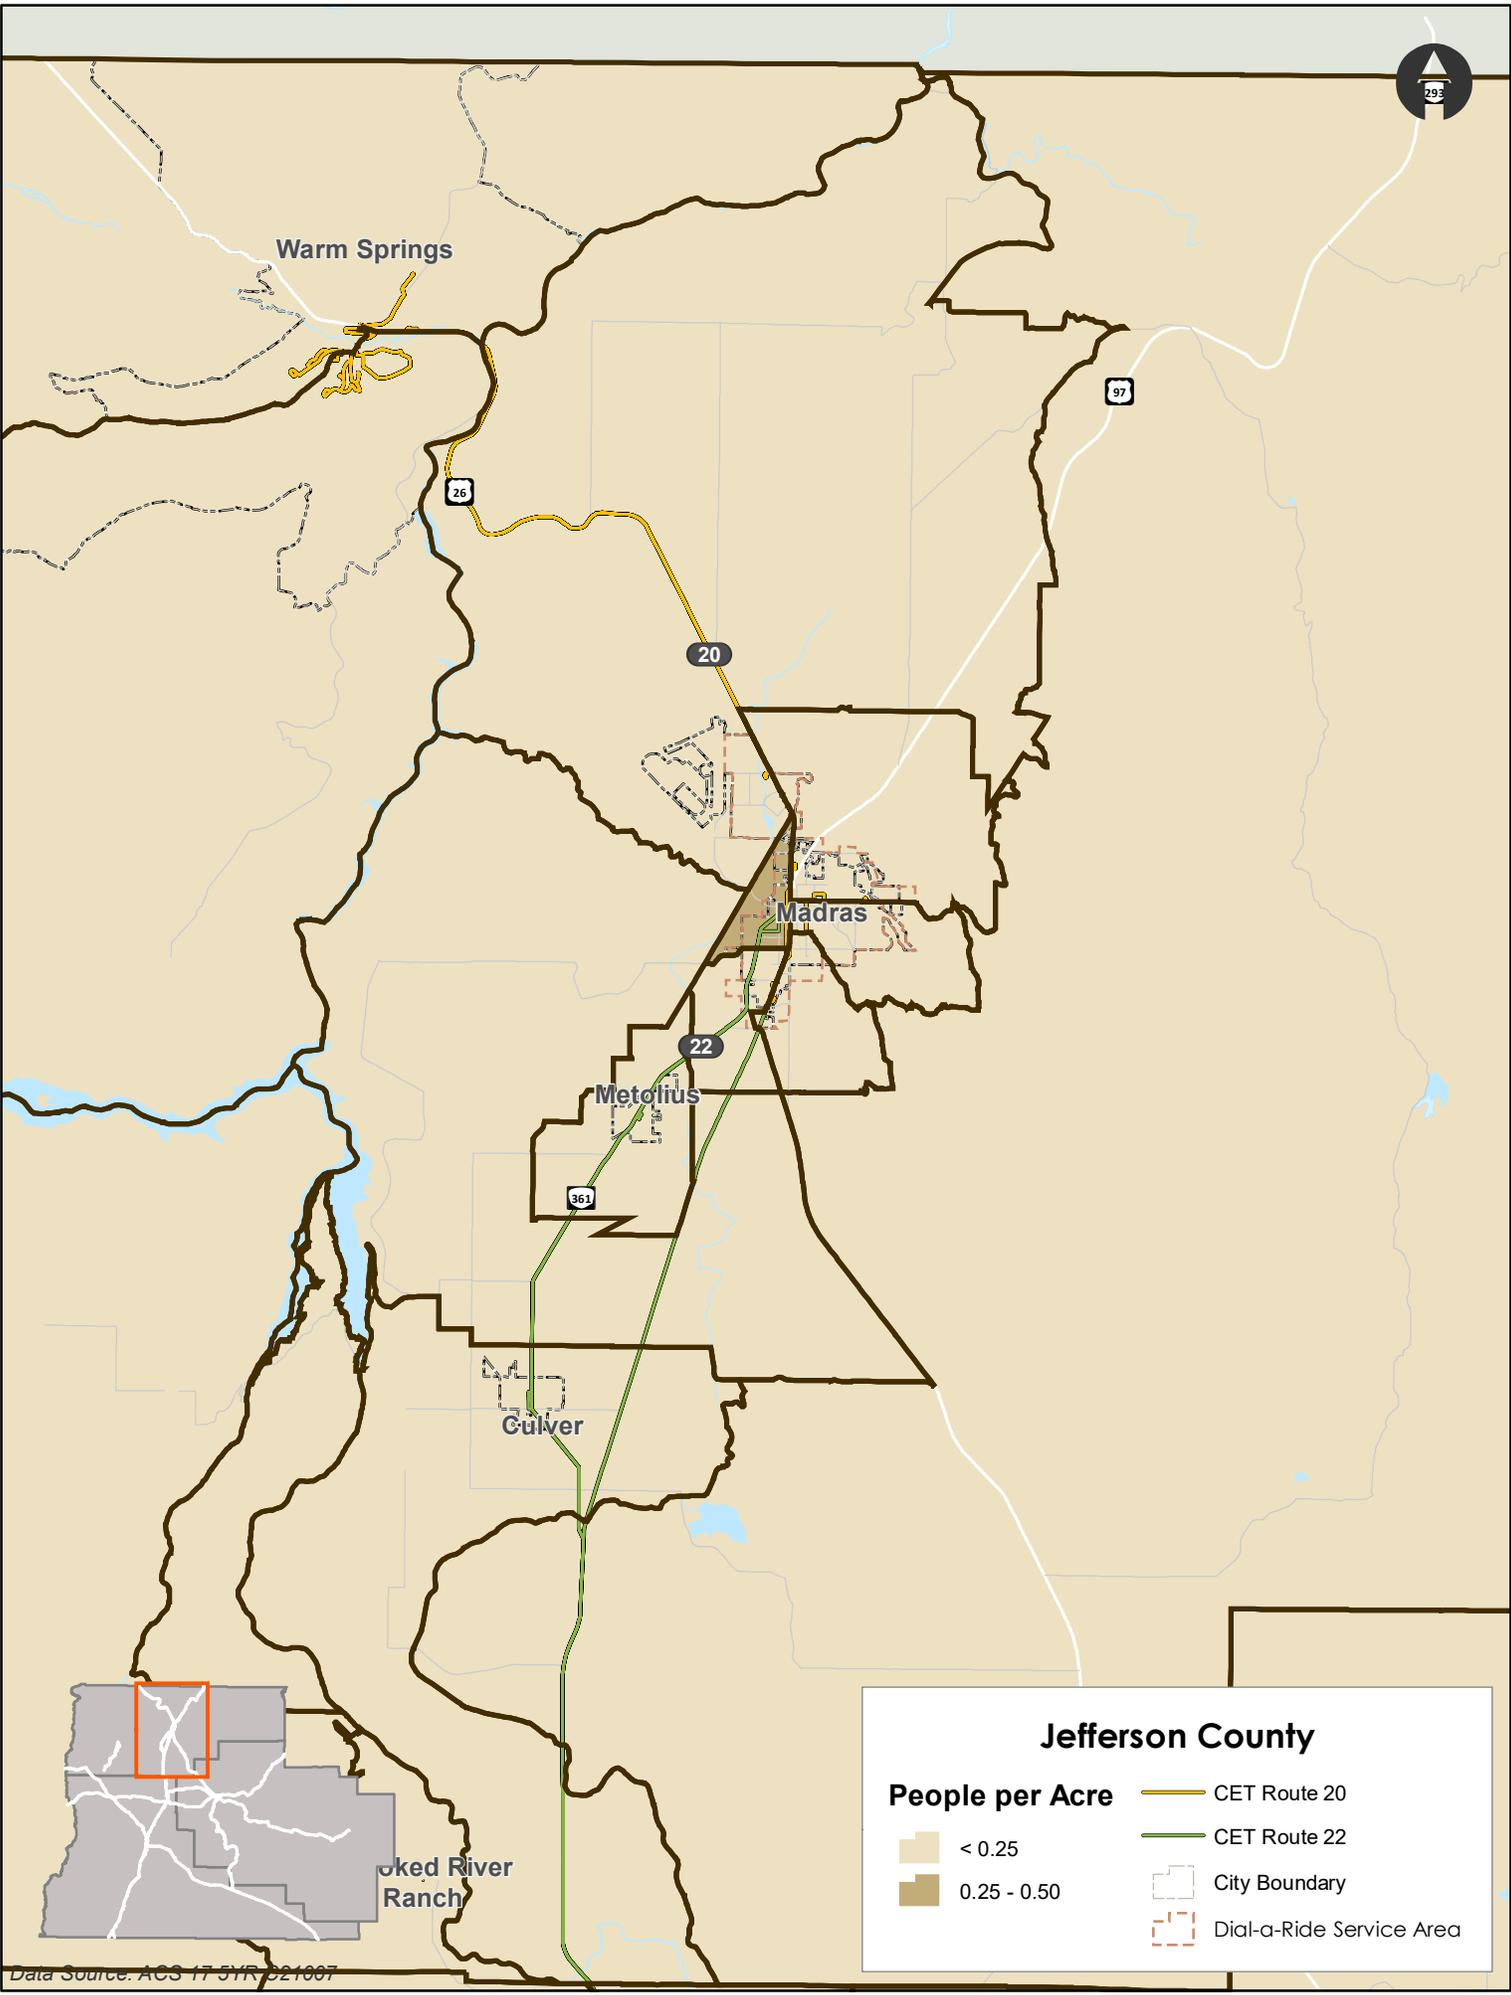 293
Warm Springs
97
26
20
Madras
22
Metolius
361
Culver
oked River
Ranch
Jefferson County
People per Acre
< 0.25
0.25 - 0.50
CET Route 20
CET Route 22
City Boundary
Dial-a-Ride Service Area
Data Source: ACS 17 5YR C21007